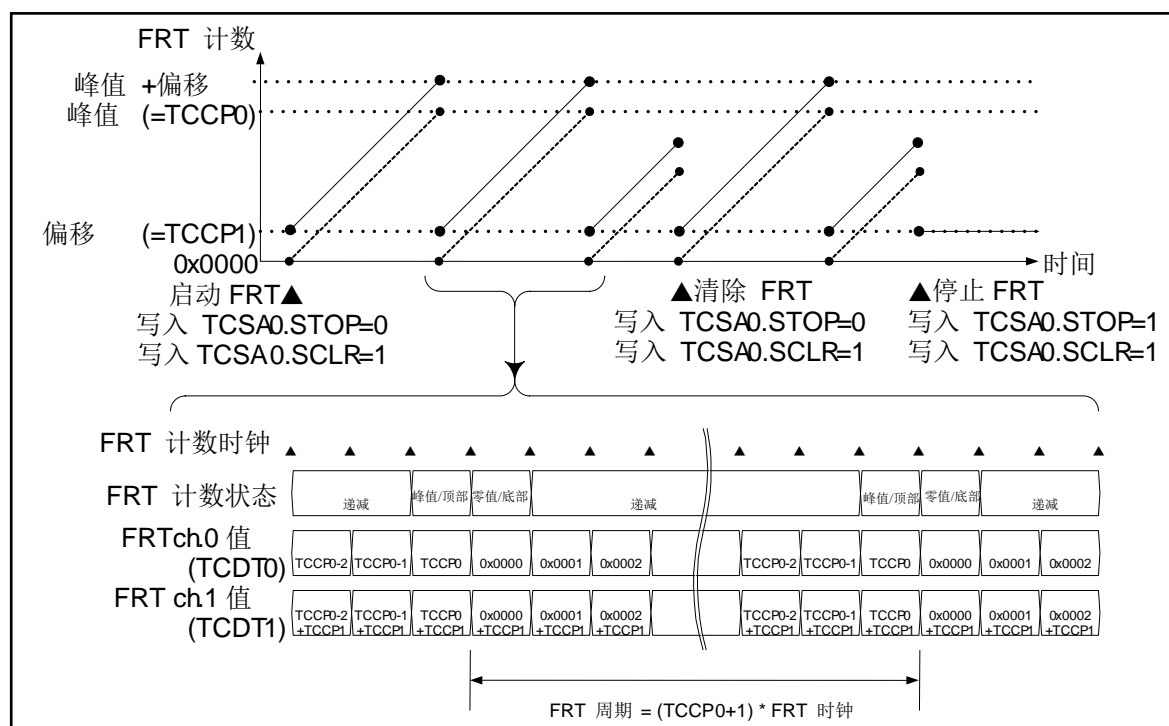 FRT 计数
峰值 +偏移
峰值 (=TCCP0)
偏移 (=TCCP1)
0x0000
时间
启动 FRT▲
写入 TCSA0.STOP=0
写入 TCSA0.SCLR=1
▲清除 FRT
写入 TCSA0.STOP=0
写入 TCSA0.SCLR=1
▲停止 FRT
写入 TCSA0.STOP=1
写入 TCSA0.SCLR=1
FRT 计数时钟
FRT 计数状态
递减 峰值/顶部 零值/底部 递减 峰值/顶部 零值/底部 递减
FRTch.0 值
(TCDT0)
TCCP0-2 TCCP0-1 TCCP0 0x0000 0x0001 0x0002 TCCP0-2 TCCP0-1 TCCP0 0x0000 0x0001 0x0002
FRT ch.1 值
(TCDT1)
TCCP0-2 TCCP0-1 TCCP0 0x0000 0x0001 0x0002 TCCP0-2 TCCP0-1 TCCP0 0x0000 0x0001 0x0002
+TCCP1 +TCCP1 +TCCP1 +TCCP1 +TCCP1 +TCCP1 +TCCP1 +TCCP1 +TCCP1 +TCCP1 +TCCP1 +TCCP1
FRT 周期 = (TCCP0+1) * FRT 时钟